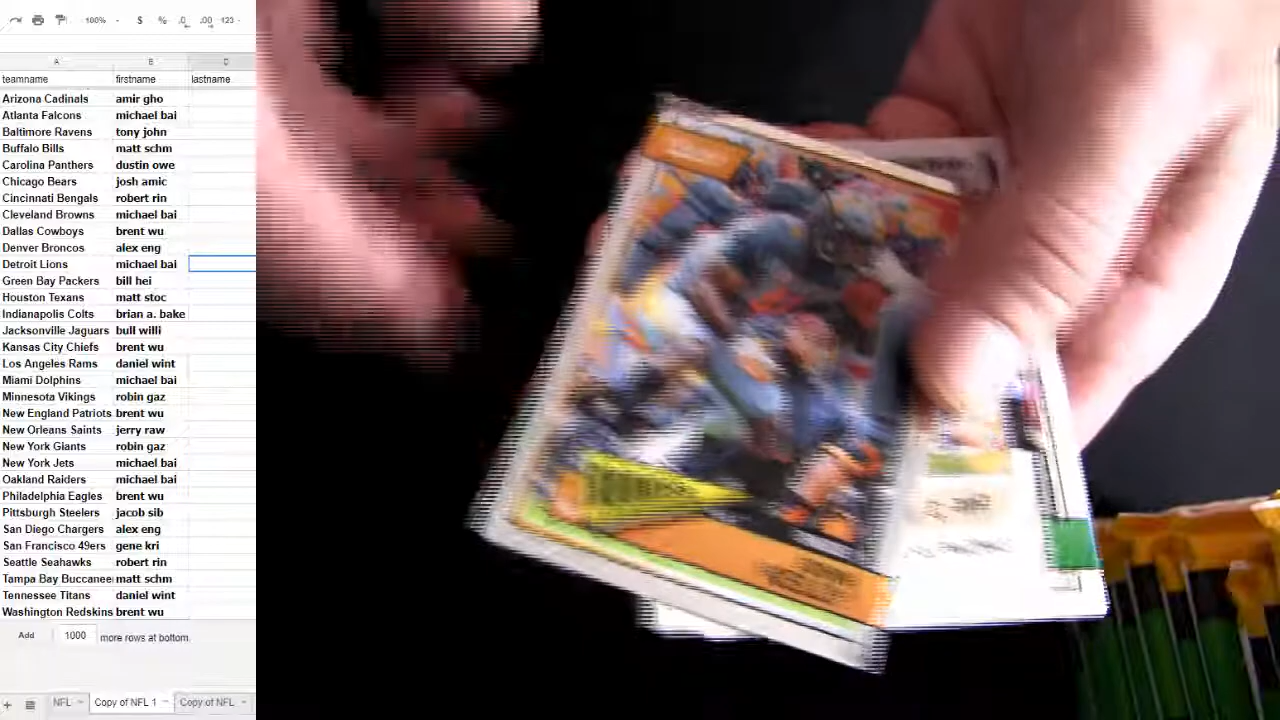 100% $ % .0 .00 123
A B C
teamname firstname lastname
Arizona Cadinals amir gho
Atlanta Falcons michael bai
Baltimore Ravens tony john
Buffalo Bills matt schm
Carolina Panthers dustin owe
Chicago Bears josh amic
Cincinnati Bengals robert rin
Cleveland Browns michael bai
Dallas Cowboys brent wu
Denver Broncos alex eng
Detroit Lions michael bai
Green Bay Packers bill hei
Houston Texans matt stoc
Indianapolis Colts brian a. bake
Jacksonville Jaguars bull willi
Kansas City Chiefs brent wu
Los Angeles Rams daniel wint
Miami Dolphins michael bai
Minnesota Vikings robin gaz
New England Patriots brent wu
New Orleans Saints jerry raw
New York Giants robin gaz
New York Jets michael bai
Oakland Raiders michael bai
Philadelphia Eagles brent wu
Pittsburgh Steelers jacob sib
San Diego Chargers alex eng
San Francisco 49ers gene kri
Seattle Seahawks robert rin
Tampa Bay Buccanee matt schm
Tennessee Titans daniel wint
Washington Redskins brent wu
Add 1000 more rows at bottom.
+ NFL Copy of NFL 1 Copy of NFL